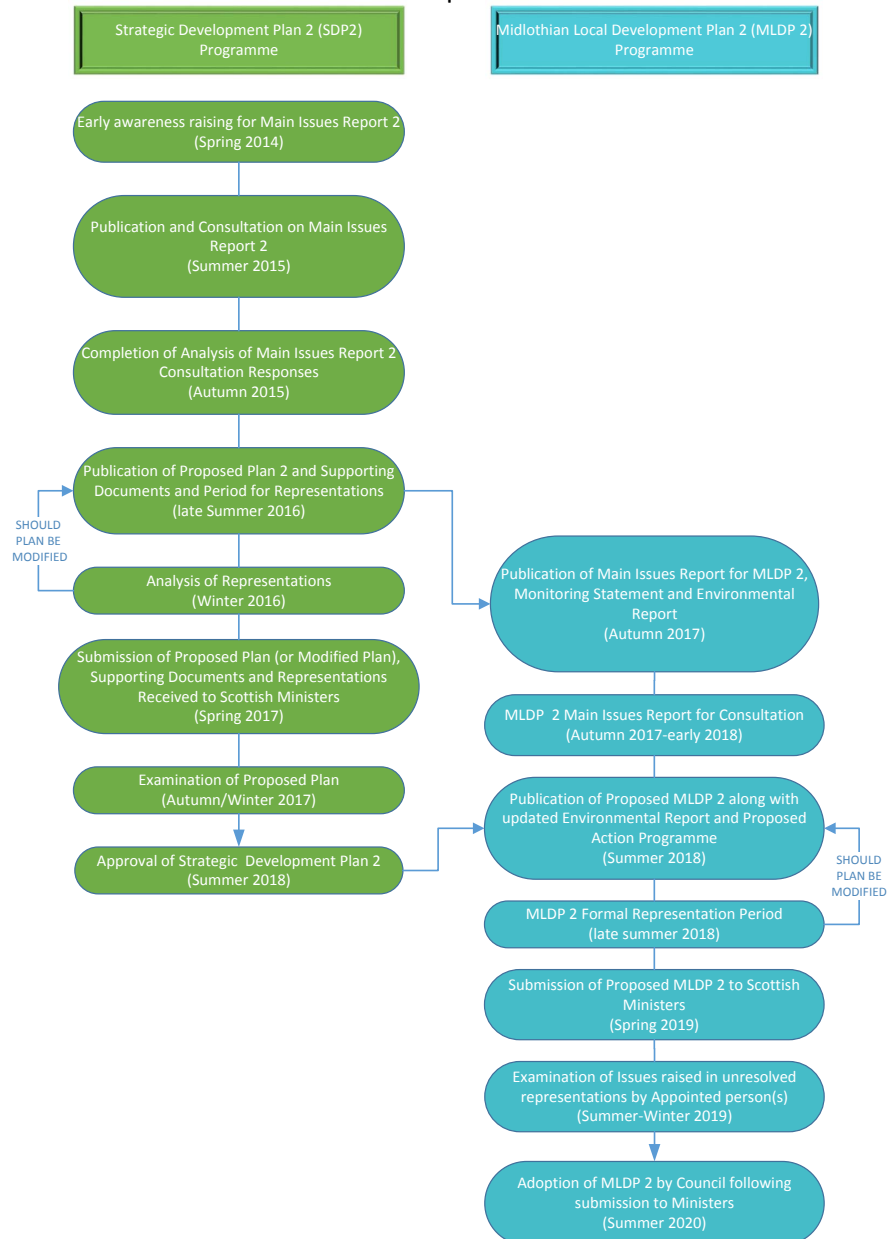 Strategic Development Plan 2 (SDP2)
Programme
Midlothian Local Development Plan 2 (MLDP 2)
Programme
Early awareness raising for Main Issues Report 2
(Spring 2014)
Publication and Consultation on Main Issues
Report 2
(Summer 2015)
Completion of Analysis of Main Issues Report 2
Consultation Responses
(Autumn 2015)
Publication of Proposed Plan 2 and Supporting
Documents and Period for Representations
(late Summer 2016)
SHOULD
PLAN BE
MODIFIED
Analysis of Representations
(Winter 2016)
Submission of Proposed Plan (or Modified Plan),
Supporting Documents and Representations
Received to Scottish Ministers
(Spring 2017)
Examination of Proposed Plan
(Autumn/Winter 2017)
Approval of Strategic Development Plan 2
(Summer 2018)
Publication of Main Issues Report for MLDP 2,
Monitoring Statement and Environmental
Report
(Autumn 2017)
MLDP 2 Main Issues Report for Consultation
(Autumn 2017-early 2018)
Publication of Proposed MLDP 2 along with
updated Environmental Report and Proposed
Action Programme
(Summer 2018)
SHOULD
PLAN BE
MODIFIED
MLDP 2 Formal Representation Period
(late summer 2018)
Submission of Proposed MLDP 2 to Scottish
Ministers
(Spring 2019)
Examination of Issues raised in unresolved
representations by Appointed person(s)
(Summer-Winter 2019)
Adoption of MLDP 2 by Council following
submission to Ministers
(Summer 2020)